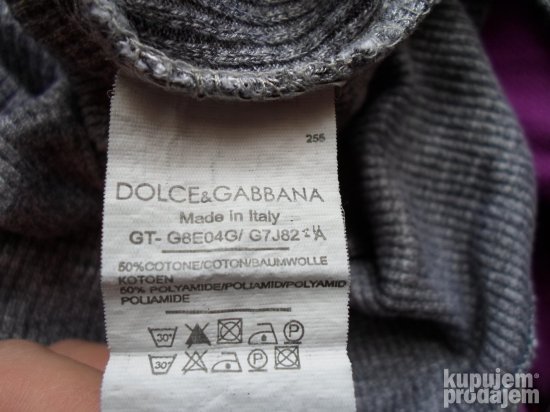 255
DOLCE&GABBANA
Made in Italy
GT- G8E04G/ G7J82
50%COTONE/COTON/BAUMWOLLE
KOTOEN
50% POLYAMIDE/POLIAMID/POLYAMID
POLIAMIDE
30° P
30° P
kupujem
prodajem